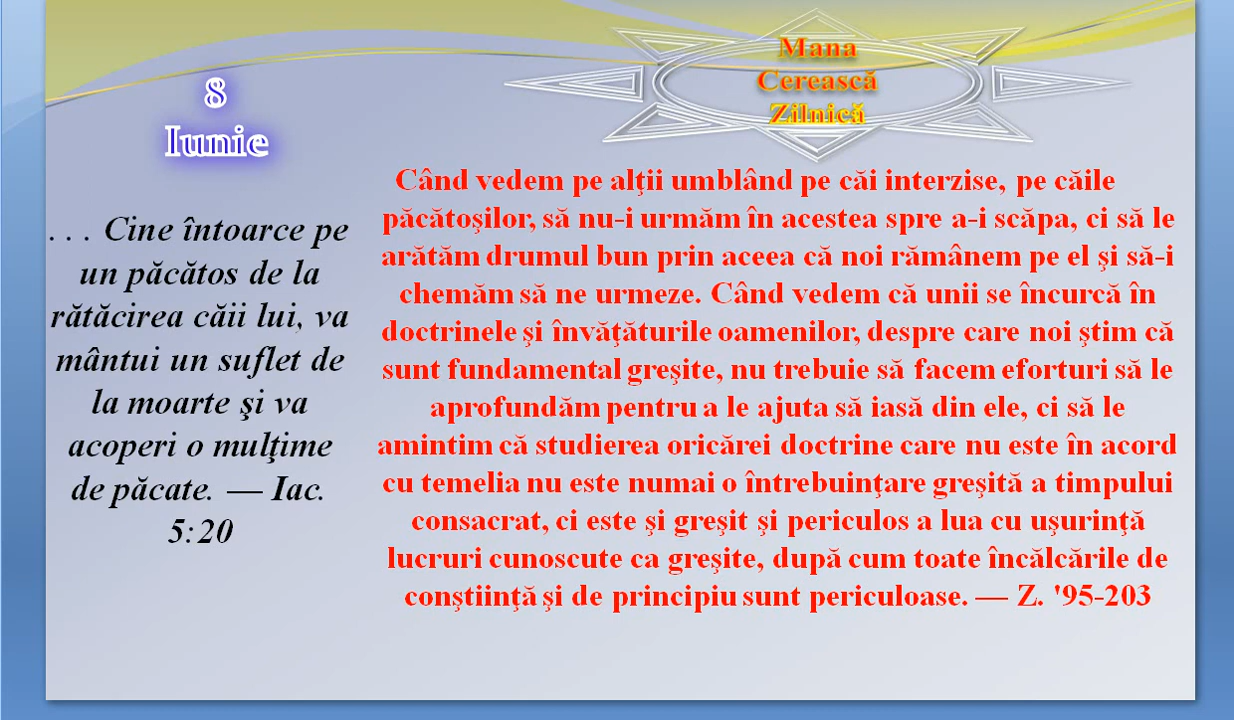 8
Iunie
Mana
Cerească
Zilnică
. . . Cine întoarce pe
un păcătos de la
rătăcirea căii lui, va
mântui un suflet de
la moarte şi va
acoperi o mulţime
de păcate. — Iac.
5:20
Când vedem pe alţii umblând pe căi interzise, pe căile
păcătoşilor, să nu-i urmăm în acestea spre a-i scăpa, ci să le
arătăm drumul bun prin aceea că noi rămânem pe el şi să-i
chemăm să ne urmeze. Când vedem că unii se încurcă în
doctrinele şi învăţăturile oamenilor, despre care noi ştim că
sunt fundamental greşite, nu trebuie să facem eforturi să le
aprofundăm pentru a le ajuta să iasă din ele, ci să le
amintim că studierea oricărei doctrine care nu este în acord
cu temelia nu este numai o întrebuinţare greşită a timpului
consacrat, ci este şi greşit şi periculos a lua cu uşurinţă
lucruri cunoscute ca greşite, după cum toate încălcările de
conştiinţă şi de principiu sunt periculoase. — Z. '95-203